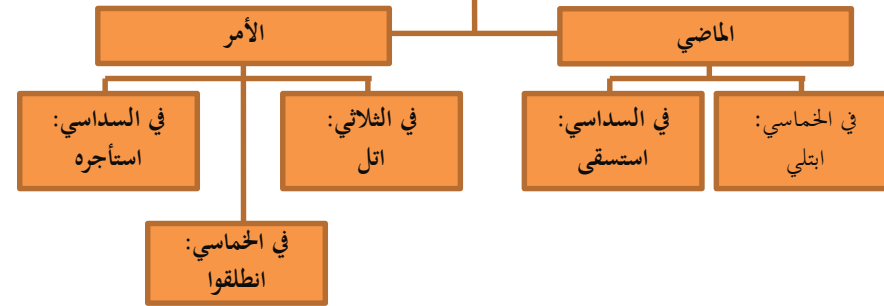 الماضي
الأمر
في الخماسي:
ابتلي
في السداسي:
استسقى
في الثلاثي:
اتل
في السداسي:
استأجره
في الخماسي:
انطلقوا